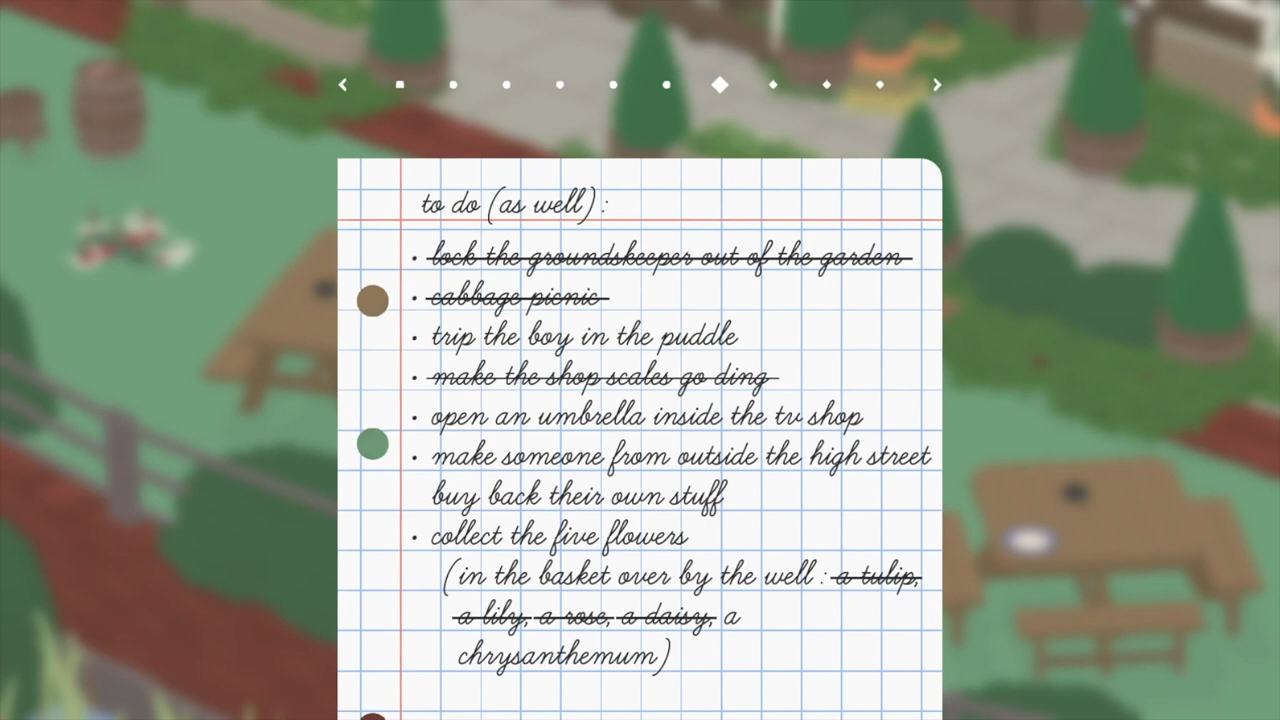 to do (as well) :
• lock the groundskeeper out of the garden
• cabbage picnic
• trip the boy in the puddle
• make the shop scales go ding
• open an umbrella inside the tv shop
• make someone from outside the high street
buy back their own stuff
• collect the five flowers
(in the basket over by the well : a tulip,
a lily, a rose, a daisy, a
chrysanthemum)